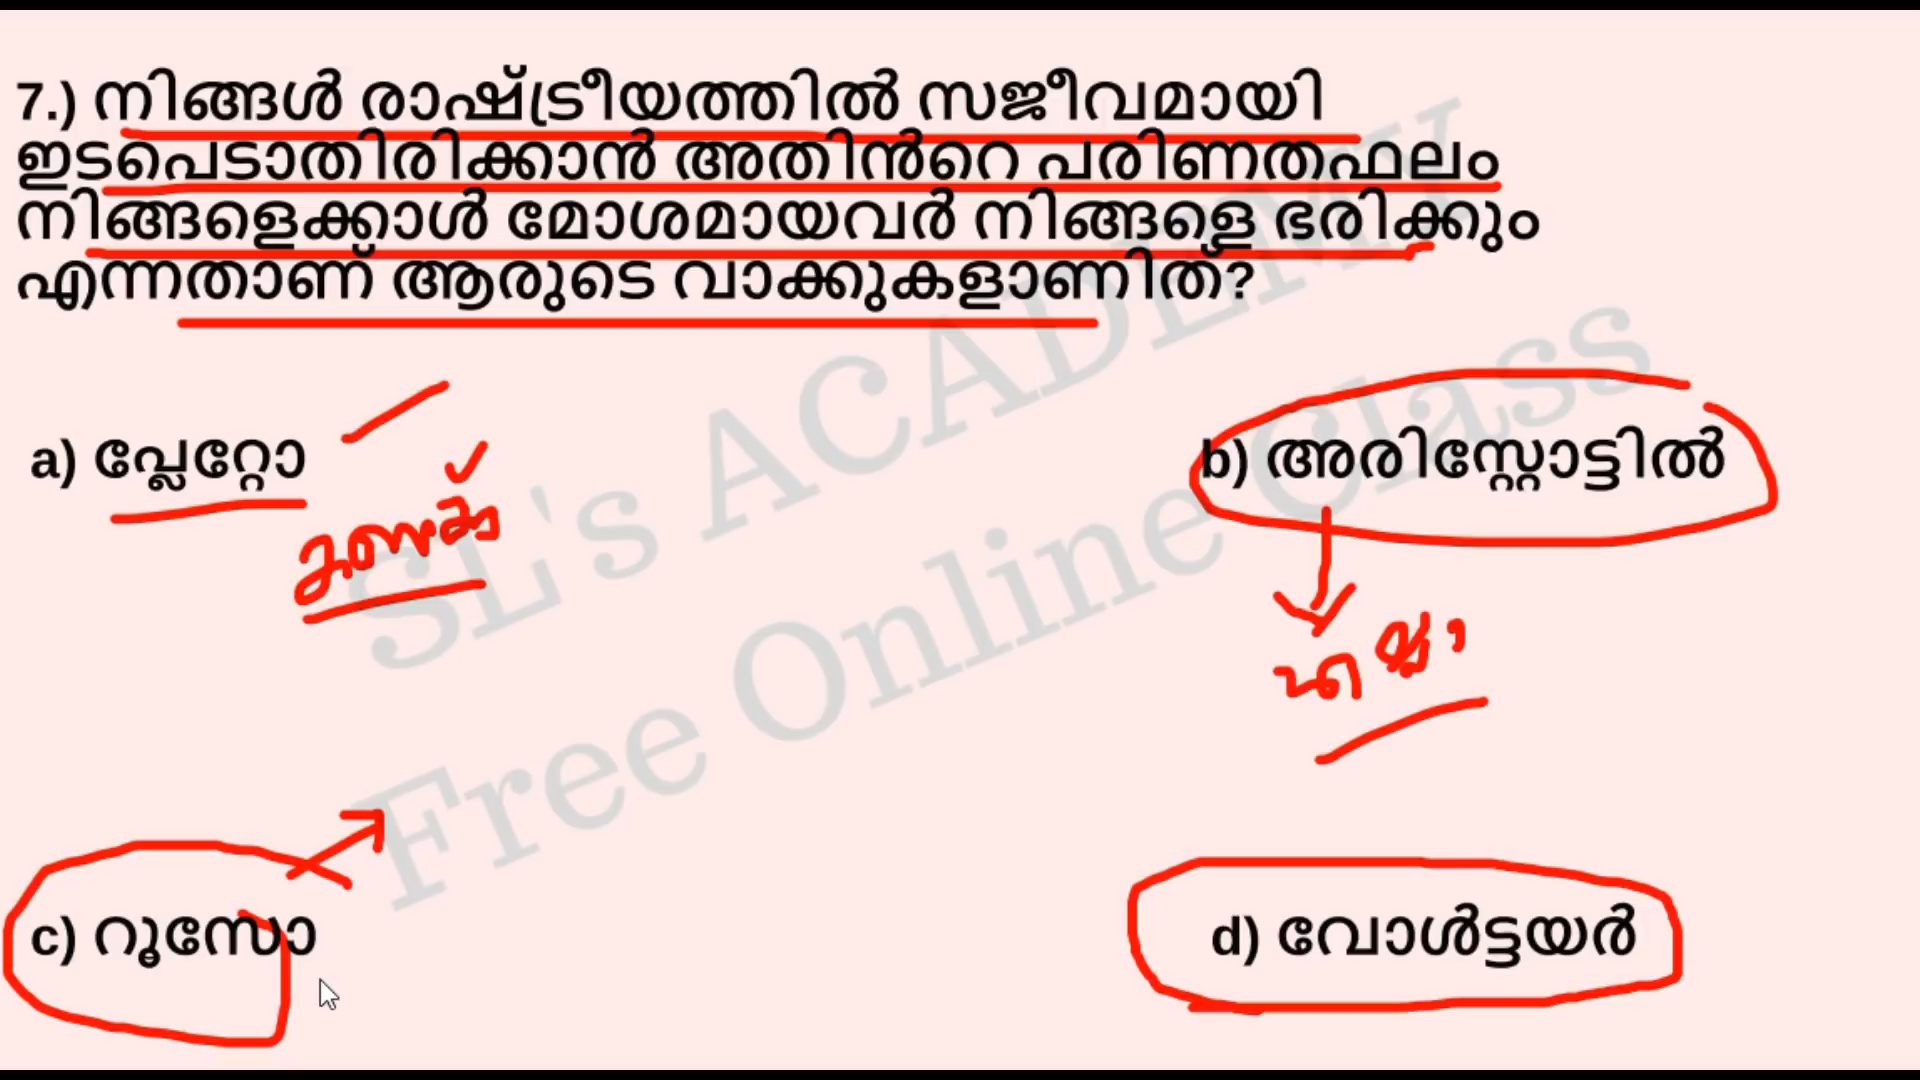 7.) നിങ്ങൾ രാഷ്ട്രീയത്തിൽ സജീവമായി
ഇടപെടാതിരിക്കാൻ അതിൻറെ പരിണതഫലം
നിങ്ങളെക്കാൾ മോശമായവർ നിങ്ങളെ ഭരിക്കും
എന്നതാണ് ആരുടെ വാക്കുകളാണിത്?
a) പ്ലേറ്റോ
b) അരിസ്റ്റോട്ടിൽ
c) റൂസോ
d) വോൾട്ടയർ
SL's ACADEMY
Free Online Class